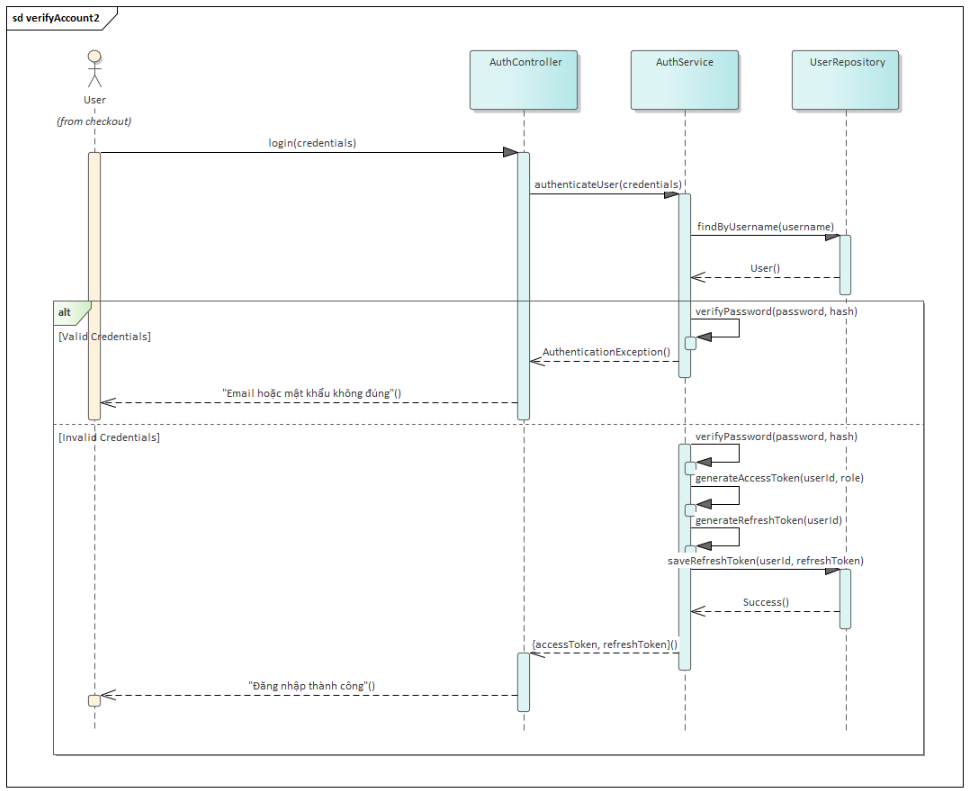 sd verifyAccount2
User
(from checkout)
AuthController
AuthService
UserRepository
login(credentials)
authenticateUser(credentials)
findByUsername(username)
User()
alt
[Valid Credentials]
verifyPassword(password, hash)
AuthenticationException()
"Email hoặc mật khẩu không đúng"()
[Invalid Credentials]
verifyPassword(password, hash)
generateAccessToken(userId, role)
generateRefreshToken(userId)
saveRefreshToken(userId, refreshToken)
Success()
[accessToken, refreshToken]()
"Đăng nhập thành công"()